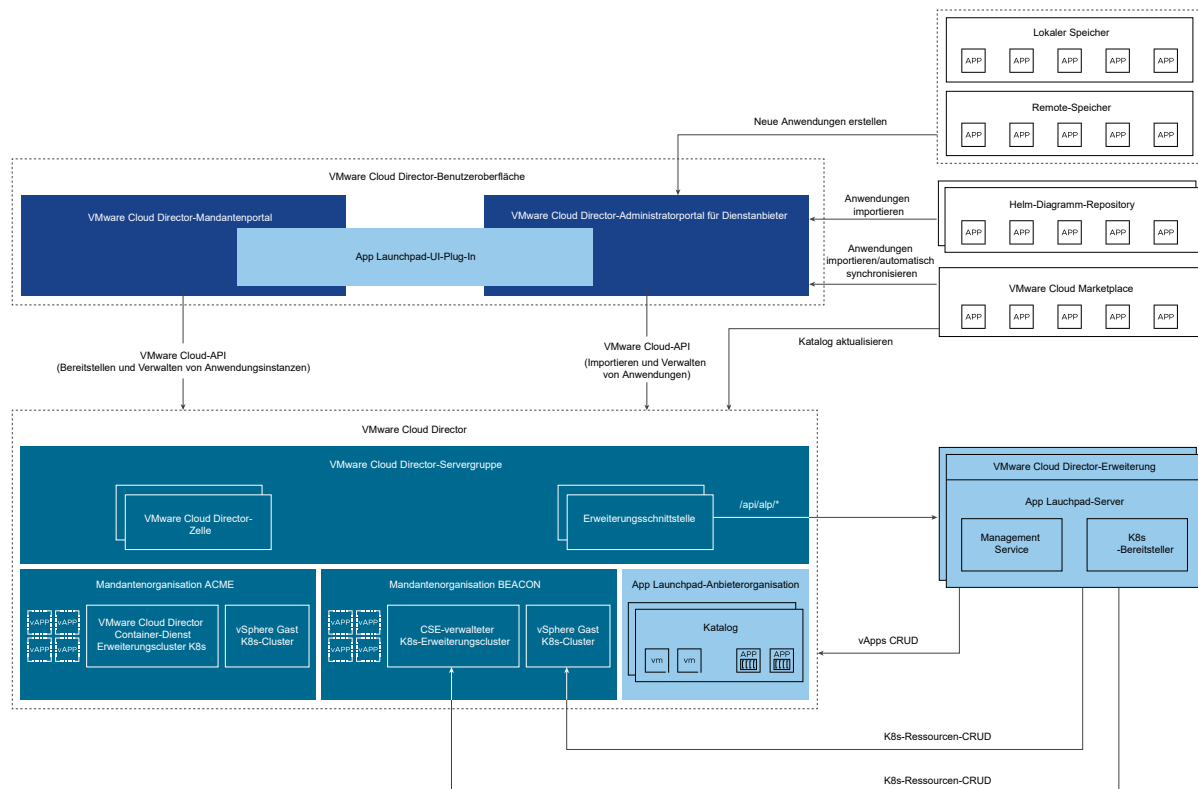 Lokaler Speicher
APP APP APP APP APP
Remote-Speicher
APP APP APP APP APP
Neue Anwendungen erstellen
VMware Cloud Director-Benutzeroberfläche
VMware Cloud Director-Mandantenportal
VMware Cloud Director-Administratorportal für Dienstanbieter
App Launchpad-UI-Plug-In
Anwendungen
importieren
Helm-Diagramm-Repository
APP APP APP APP APP
Anwendungen
importieren/automatisch
synchronisieren
VMware Cloud Marketplace
APP APP APP APP APP
Katalog aktualisieren
VMware Cloud-API
(Bereitstellen und Verwalten von Anwendungsinstanzen)
VMware Cloud-API
(Importieren und Verwalten
von Anwendungen)
VMware Cloud Director
VMware Cloud Director-Servergruppe
VMware Cloud Director-
Zelle
Erweiterungsschnittstelle
/api/alp/*
VMware Cloud Director-Erweiterung
App Lauchpad-Server
Management
Service
K8s
-Bereitsteller
Mandantenorganisation ACME
vAPP vAPP
vAPP vAPP
VMware Cloud Director
Container-Dienst
Erweiterungscluster K8s
vSphere Gast
K8s-Cluster
Mandantenorganisation BEACON
vAPP vAPP
vAPP vAPP
CSE-verwalteter
K8s-Erweiterungscluster
vSphere Gast
K8s-Cluster
App Launchpad-Anbieterorganisation
Katalog
vm vm APP APP
vApps CRUD
K8s-Ressourcen-CRUD
K8s-Ressourcen-CRUD